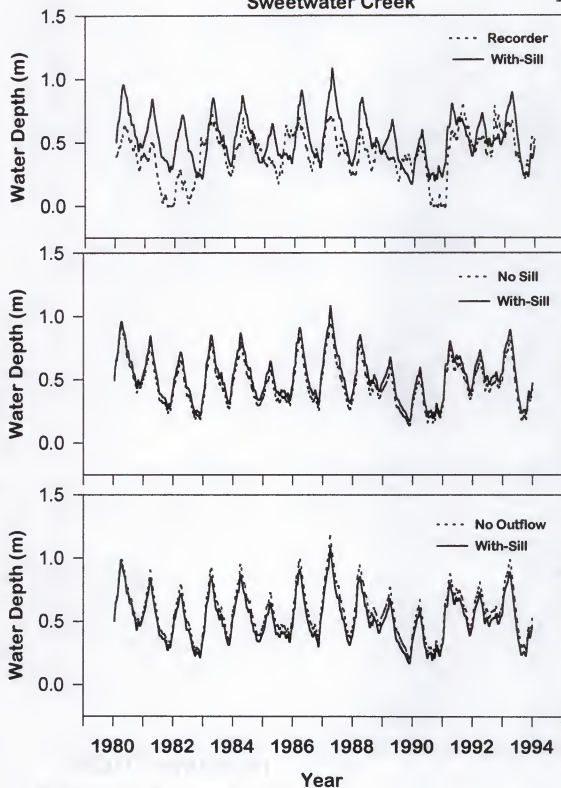 Sweetwater Creek
1.5
Recorder
With-Sill
1.0
0.5
0.0
Water Depth (m)
1.5
No Sill
With-Sill
1.0
0.5
0.0
Water Depth (m)
1.5
No Outflow
With-Sill
1.0
0.5
0.0
Water Depth (m)
1980 1982 1984 1986 1988 1990 1992 1994
Year